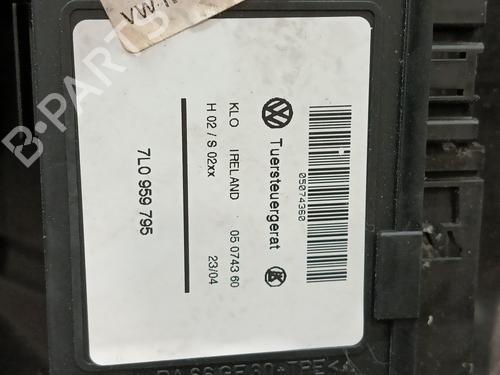 VW
Tuersteuergerat
KLO IRELAND 05 0743 60
H 02 / S 02xx 23/04
7L0 959 795
05074360
B-PARTS